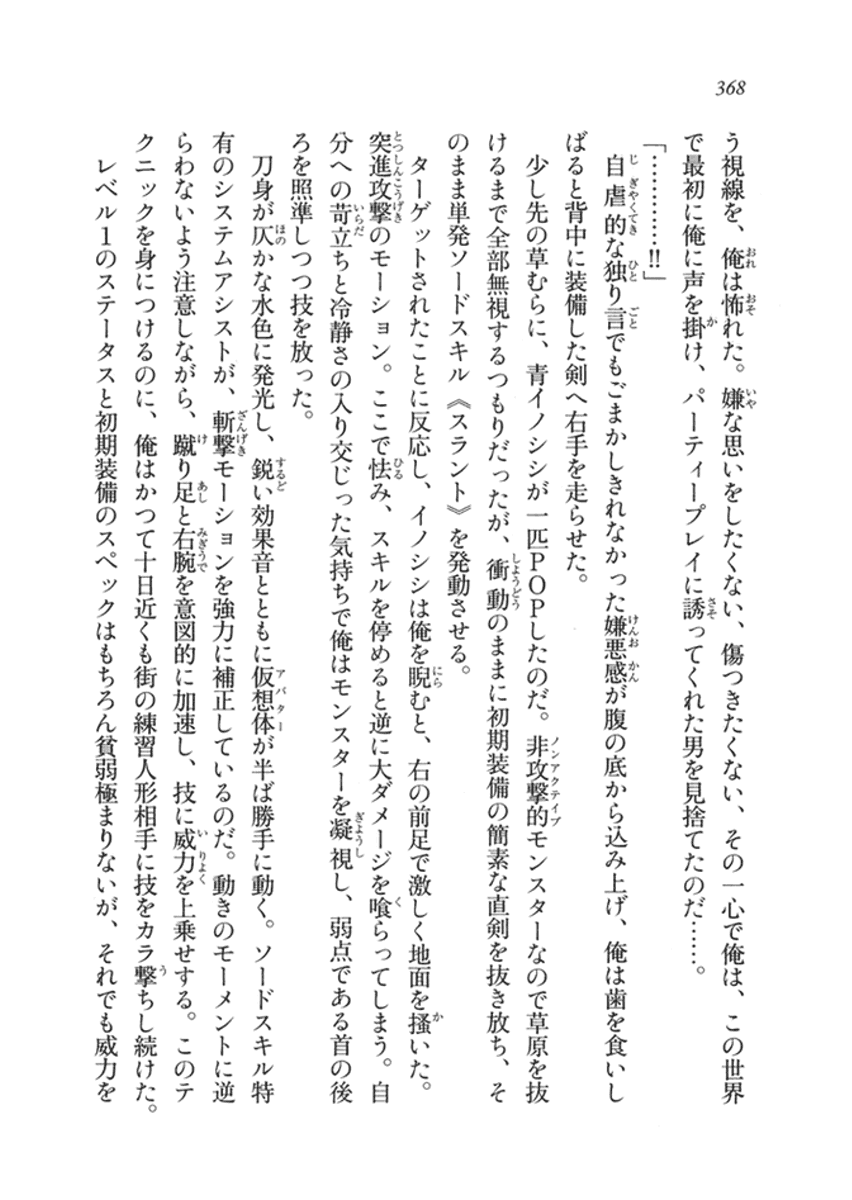 368
う視線を、俺は怖れた。嫌な思いをしたくない、傷つきたくない、その一心で俺は、この世界
で最初に俺に声を掛け、パーティープレイに誘ってくれた男を見捨てたのだ……。
「…………‼」
自虐的な独り言でもごまかしきれなかった嫌悪感が腹の底から込み上げ、俺は歯を食いし
ばると背中に装備した剣へ右手を走らせた。
少し先の草むらに、青イノシシが一匹ＰＯＰしたのだ。非攻撃的モンスターなので草原を抜
けるまで全部無視するつもりだったが、衝動のままに初期装備の簡素な直剣を抜き放ち、そ
のまま単発ソードスキル《スラント》を発動させる。
ターゲットされたことに反応し、イノシシは俺を睨むと、右の前足で激しく地面を掻いた。
突進攻撃のモーション。ここで怯み、スキルを停めると逆に大ダメージを喰らってしまう。自
分への苛立ちと冷静さの入り交じった気持ちで俺はモンスターを凝視し、弱点である首の後
ろを照準しつつ技を放った。
刀身が仄かな水色に発光し、鋭い効果音とともに仮想体が半ば勝手に動く。ソードスキル特
有のシステムアシストが、斬撃モーションを強力に補正しているのだ。動きのモーメントに逆
らわないよう注意しながら、蹴り足と右腕を意図的に加速し、技に威力を上乗せする。このテ
クニックを身につけるのに、俺はかつて十日近くも街の練習人形相手に技をカラ撃ちし続けた。
レベル１のステータスと初期装備のスペックはもちろん貧弱極まりないが、それでも威力を